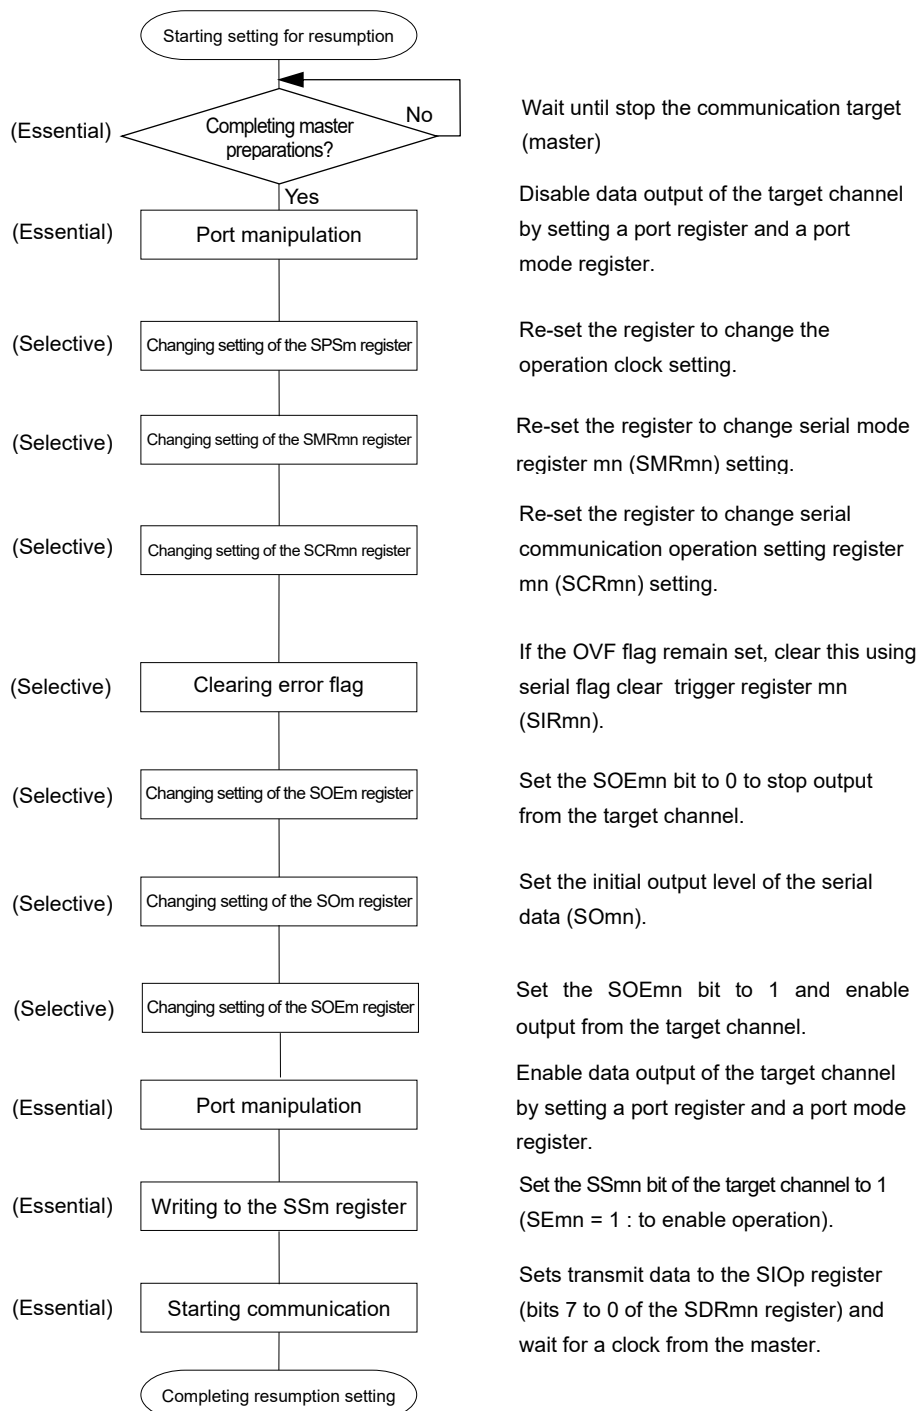 Starting setting for resumption
(Essential)
Completing master
preparations?
No
Yes
Wait until stop the communication target
(master)
(Essential)
Port manipulation
Disable data output of the target channel
by setting a port register and a port
mode register.
(Selective)
Changing setting of the SPSm register
Re-set the register to change the
operation clock setting.
(Selective)
Changing setting of the SMRmn register
Re-set the register to change serial mode
register mn (SMRmn) setting.
(Selective)
Changing setting of the SCRmn register
Re-set the register to change serial
communication operation setting register
mn (SCRmn) setting.
(Selective)
Clearing error flag
If the OVF flag remain set, clear this using
serial flag clear trigger register mn
(SIRmn).
(Selective)
Changing setting of the SOEm register
Set the SOEmn bit to 0 to stop output
from the target channel.
(Selective)
Changing setting of the SOm register
Set the initial output level of the serial
data (SOmn).
(Selective)
Changing setting of the SOEm register
Set the SOEmn bit to 1 and enable
output from the target channel.
(Essential)
Port manipulation
Enable data output of the target channel
by setting a port register and a port mode
register.
(Essential)
Writing to the SSm register
Set the SSmn bit of the target channel to 1
(SEmn = 1 : to enable operation).
(Essential)
Starting communication
Sets transmit data to the SIOp register
(bits 7 to 0 of the SDRmn register) and
wait for a clock from the master.
Completing resumption setting